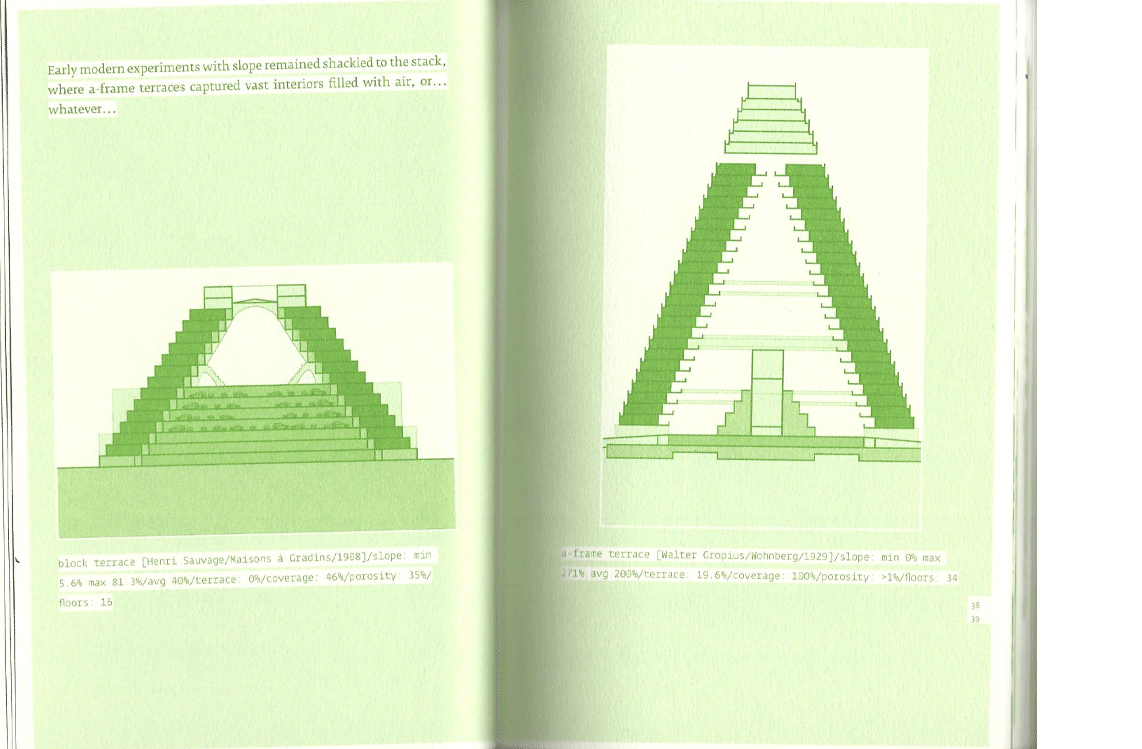 Early modern experiments with slope remained shackled to the stack,
where a-frame terraces captured vast interiors filled with air, or...
whatever...
block terrace [Henri Sauvage/Maisons á Gradins/1908]/slope: min
5.6% max 81 3%/avg 40%/terrace: 0%/coverage: 46%/porosity: 35%/
floors: 16
a-frame terrace [Walter Gropius/Wohnberg/1929]/slope: min 0% max
271% avg 200%/terrace: 19.6%/coverage: 100%/porosity: >1%/floors: 34
38
39